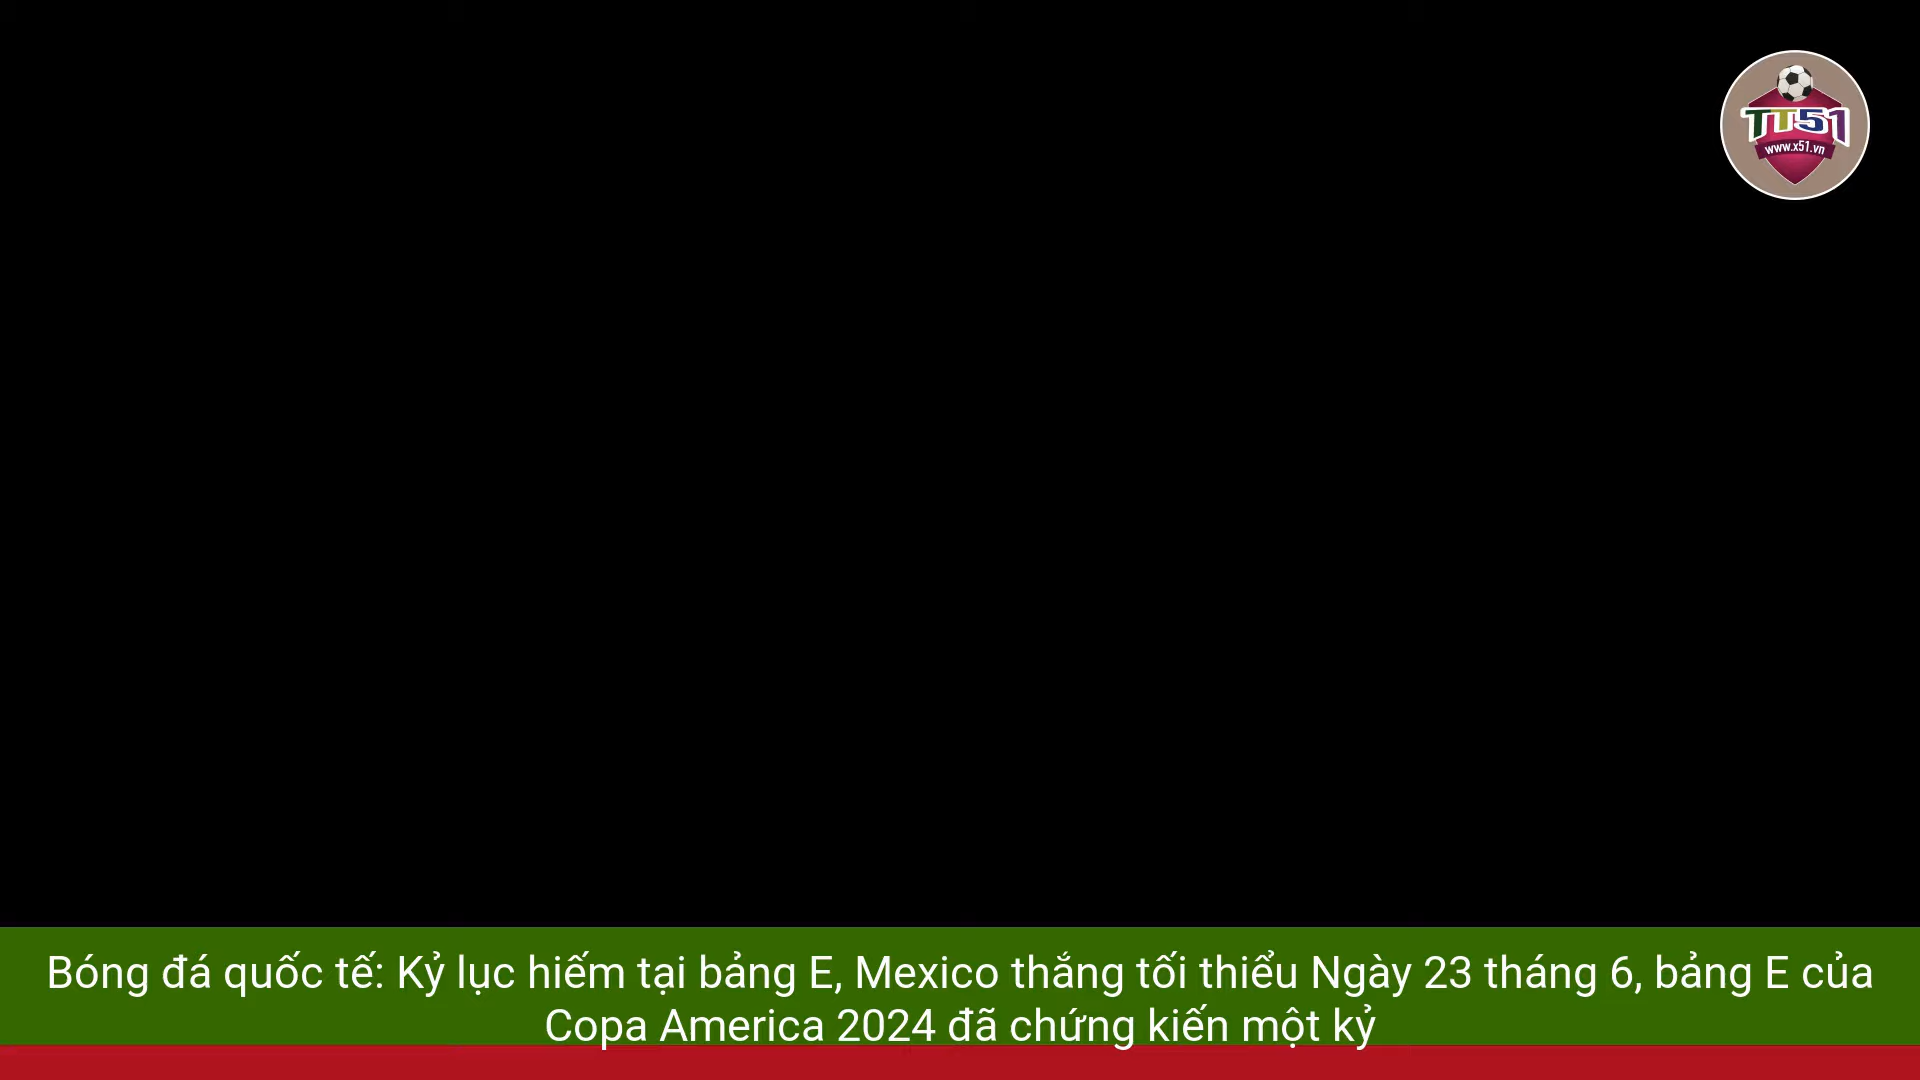 TT51
www.x51.vn
Bóng đá quốc tế: Kỷ lục hiếm tại bảng E, Mexico thắng tối thiểu Ngày 23 tháng 6, bảng E của
Copa America 2024 đã chứng kiến một kỷ